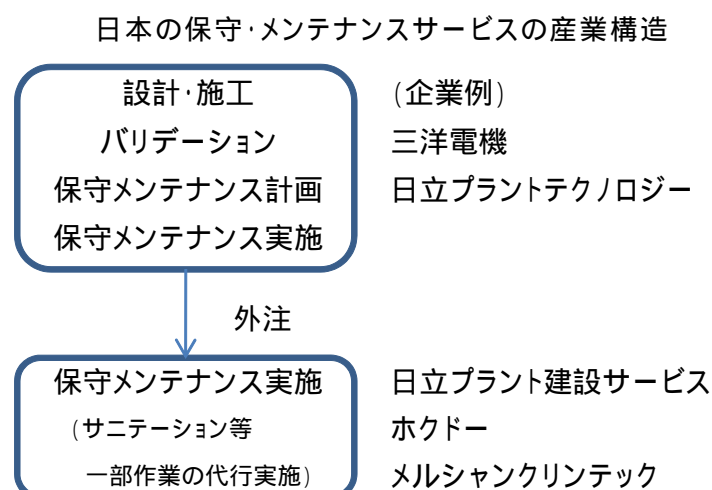 日本の保守･メンテナンスサービスの産業構造
設計･施工 (企業例)
バリデーション 三洋電機
保守メンテナンス計画 日立プラントテクノロジー
保守メンテナンス実施
外注
保守メンテナンス実施 日立プラント建設サービス
(サニテーション等 ホクドー
一部作業の代行実施) メルシャンクリンテック